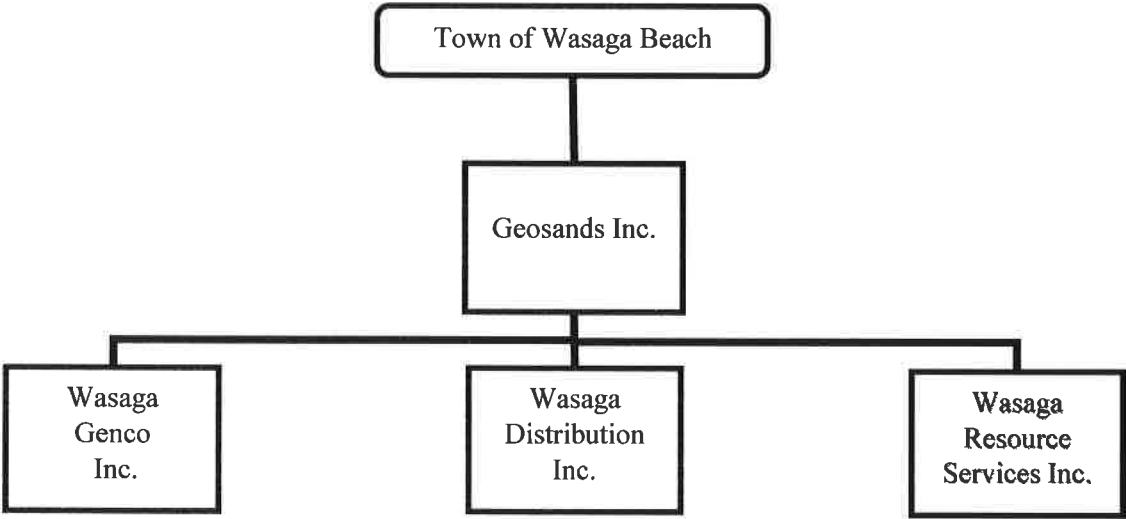 Town of Wasaga Beach
Geosands Inc.
Wasaga
Genco
Inc.
Wasaga
Distribution
Inc.
Wasaga
Resource
Services Inc.